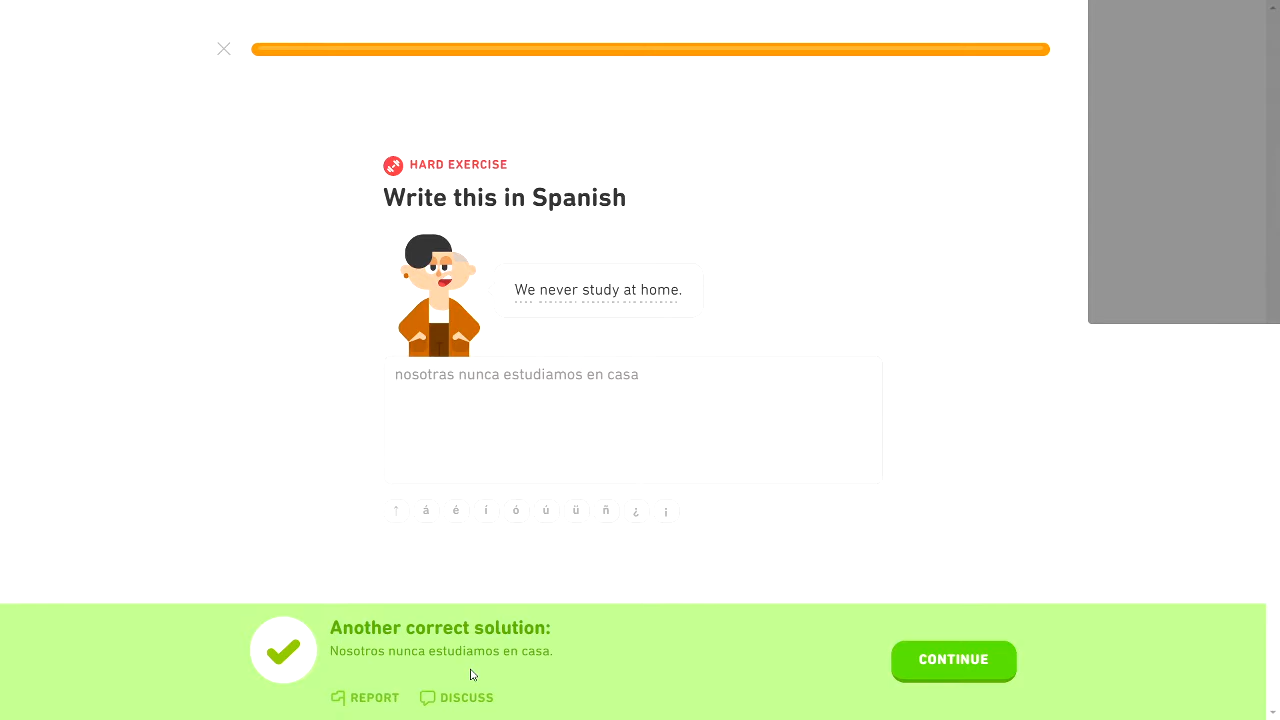 HARD EXERCISE
Write this in Spanish
We never study at home.
nosotras nunca estudiamos en casa
↑ á é í ó ú ü ñ ¿ ¡
Another correct solution:
Nosotros nunca estudiamos en casa.
CONTINUE
REPORT DISCUSS